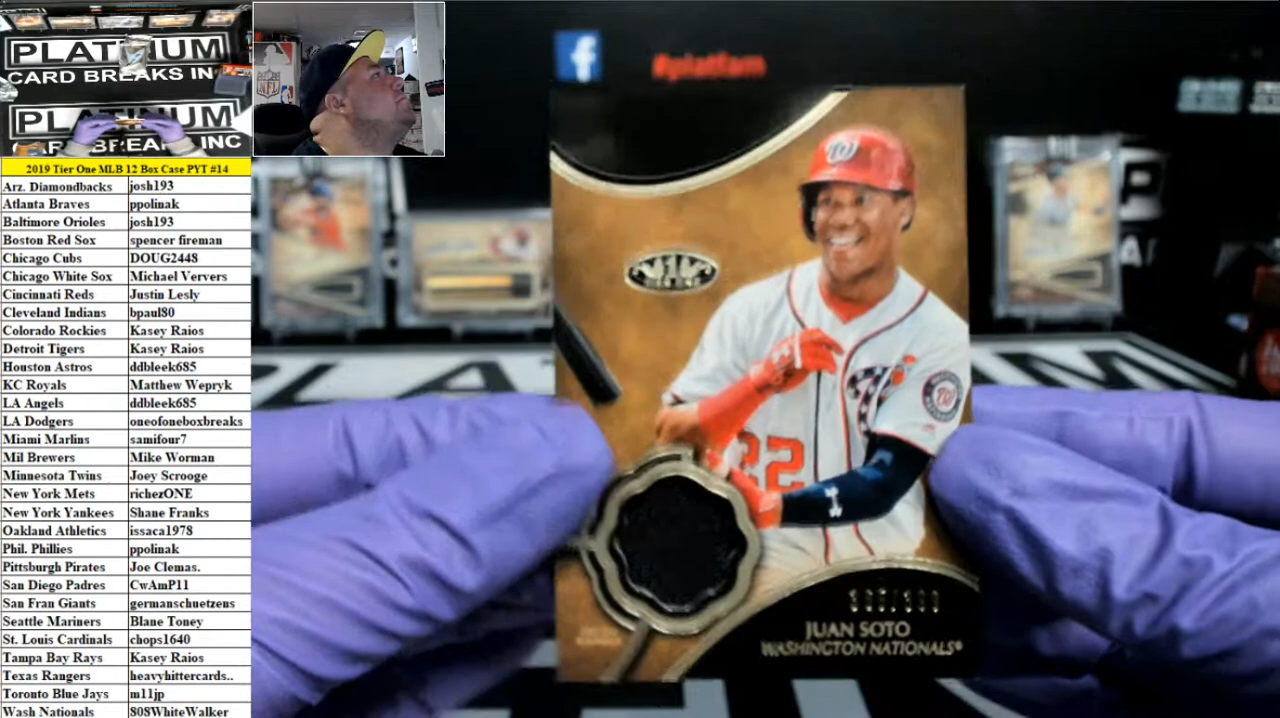 PLATINUM
CARD BREAKS INC
PLATINUM
CARD BREAKS INC
NFL
f
#platfam
2019 Tier One MLB 12 Box Case PYT #14
Arz. Diamondbacks josh193
Atlanta Braves ppolinak
Baltimore Orioles josh193
Boston Red Sox spencer fireman
Chicago Cubs DOUG2448
Chicago White Sox Michael Ververs
Cincinnati Reds Justin Lesly
Cleveland Indians bpaul80
Colorado Rockies Kasey Raios
Detroit Tigers Kasey Raios
Houston Astros ddbleek685
KC Royals Matthew Wepryk
LA Angels ddbleek685
LA Dodgers oneofoneboxbreaks
Miami Marlins samifour7
Mil Brewers Mike Worman
Minnesota Twins Joey Scrooge
New York Mets richezONE
New York Yankees Shane Franks
Oakland Athletics issaca1978
Phil. Phillies ppolinak
Pittsburgh Pirates Joe Clemas.
San Diego Padres CwAmP11
San Fran Giants germanschuetzens
Seattle Mariners Blane Toney
St. Louis Cardinals chops1640
Tampa Bay Rays Kasey Raios
Texas Rangers heavyhittercards..
Toronto Blue Jays m11jp
Wash Nationals 808WhiteWalker
W
TIER ONE
22
JUAN SOTO
WASHINGTON NATIONALS